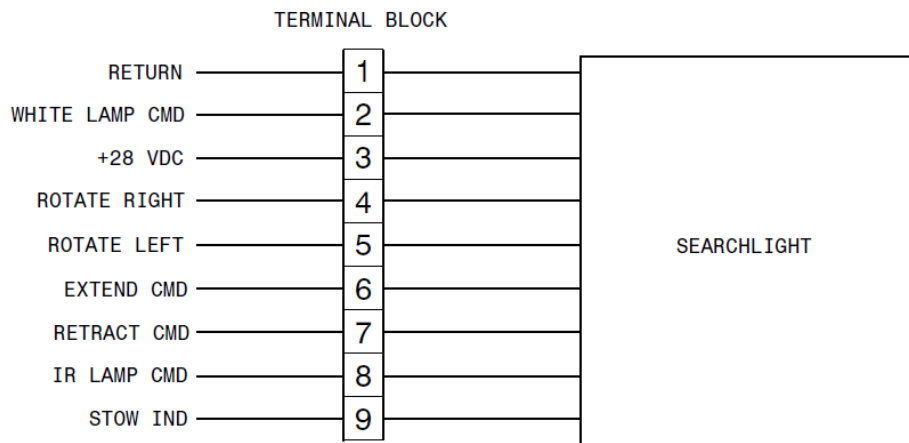 TERMINAL BLOCK
RETURN 1
WHITE LAMP CMD 2
+28 VDC 3
ROTATE RIGHT 4
ROTATE LEFT 5 SEARCHLIGHT
EXTEND CMD 6
RETRACT CMD 7
IR LAMP CMD 8
STOW IND 9